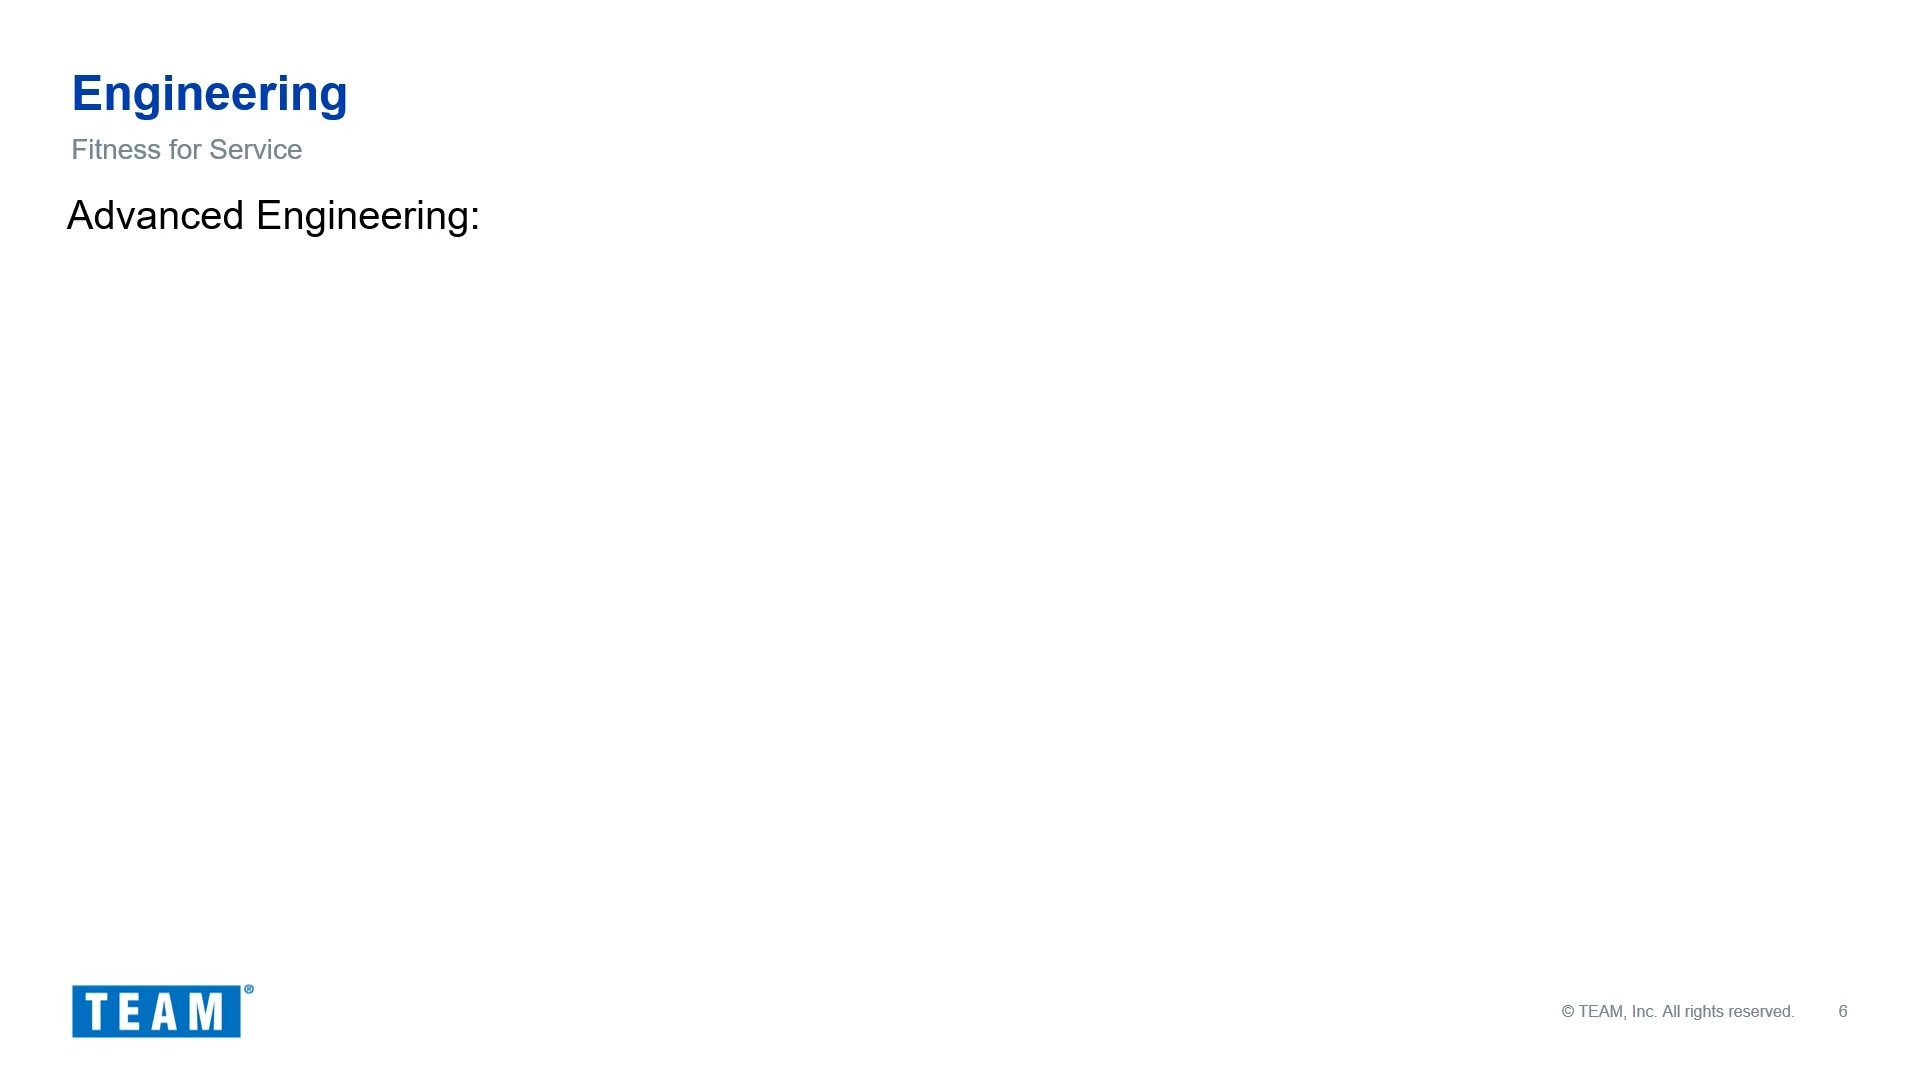 Engineering
Fitness for Service
Advanced Engineering:
TEAM®
© TEAM, Inc. All rights reserved. 6